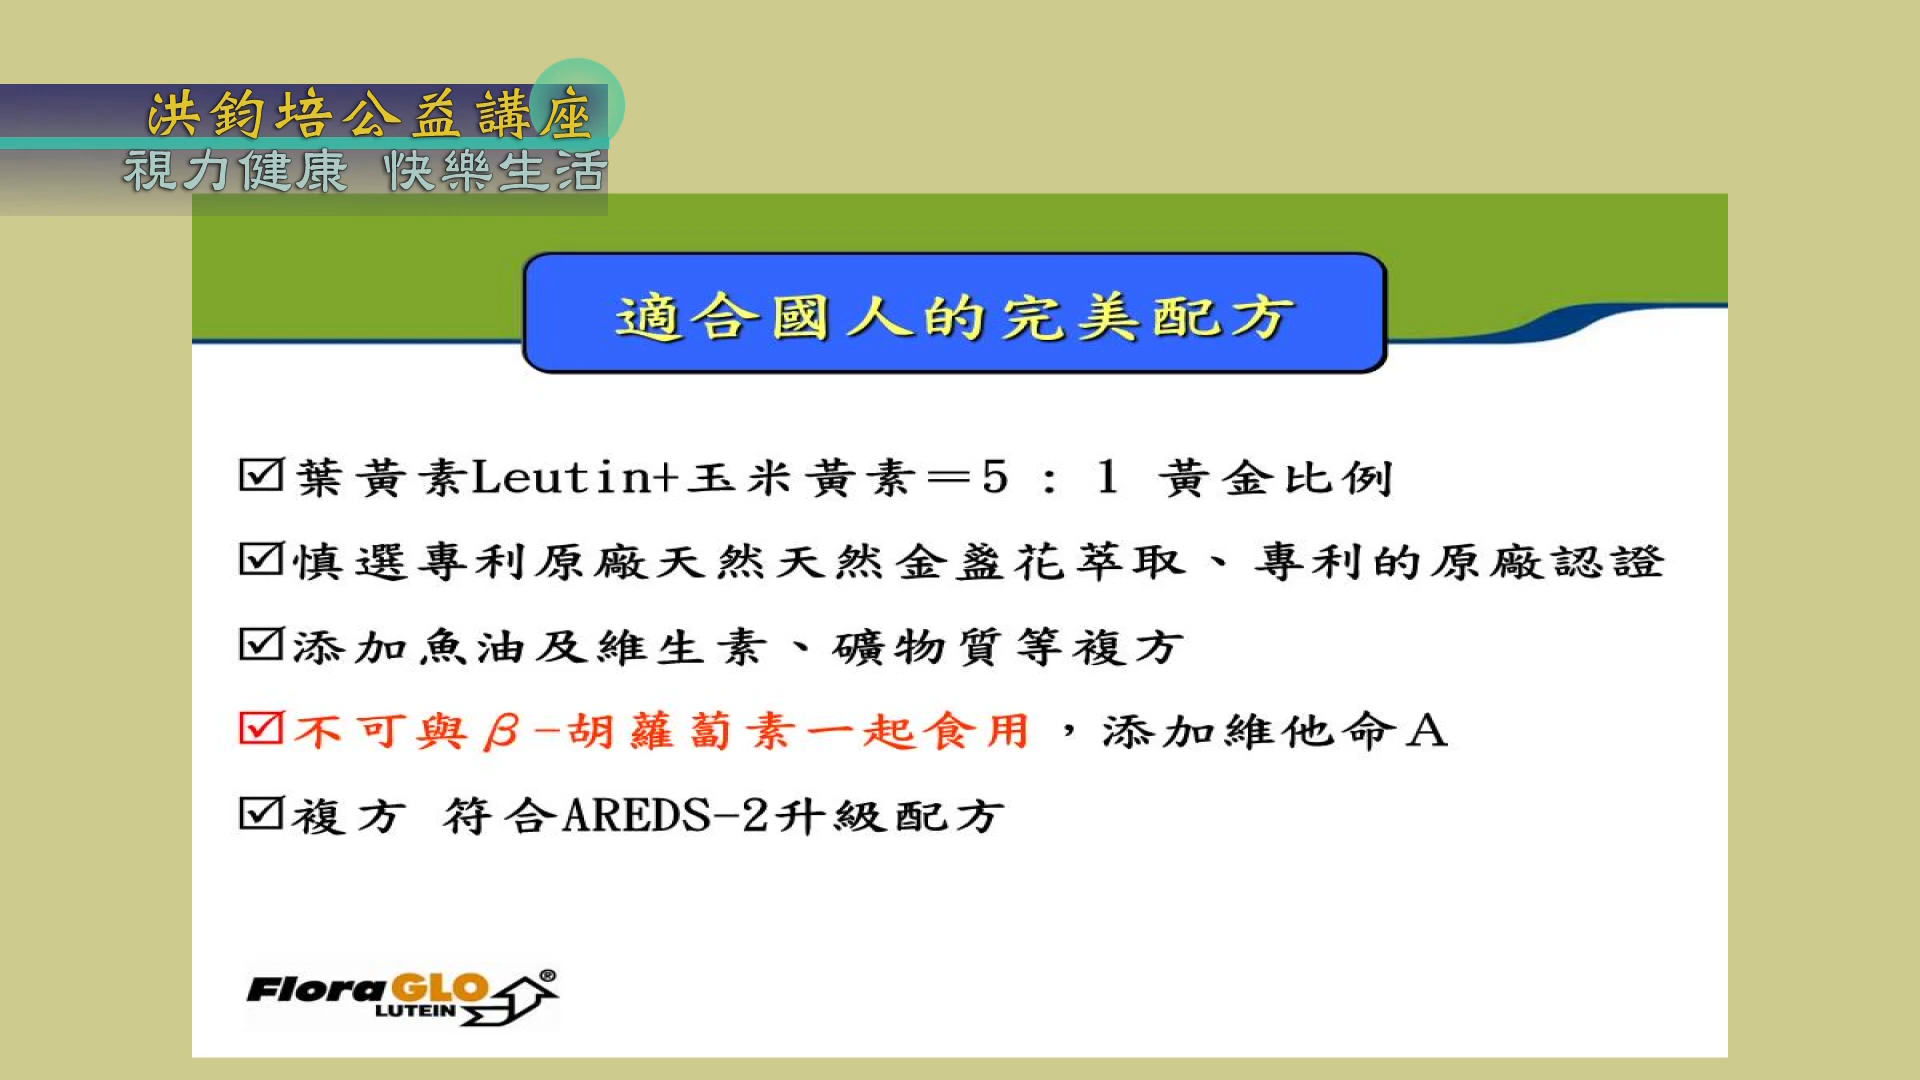 洪鈞培公益講座
視力健康 快樂生活
適合國人的完美配方
☑葉黃素Leutin+玉米黃素＝5：1 黃金比例
☑慎選專利原廠天然天然金盞花萃取、專利的原廠認證
☑添加魚油及維生素、礦物質等複方
☑不可與β-胡蘿蔔素一起食用，添加維他命A
☑複方 符合AREDS-2升級配方
FloraGLO®
LUTEIN